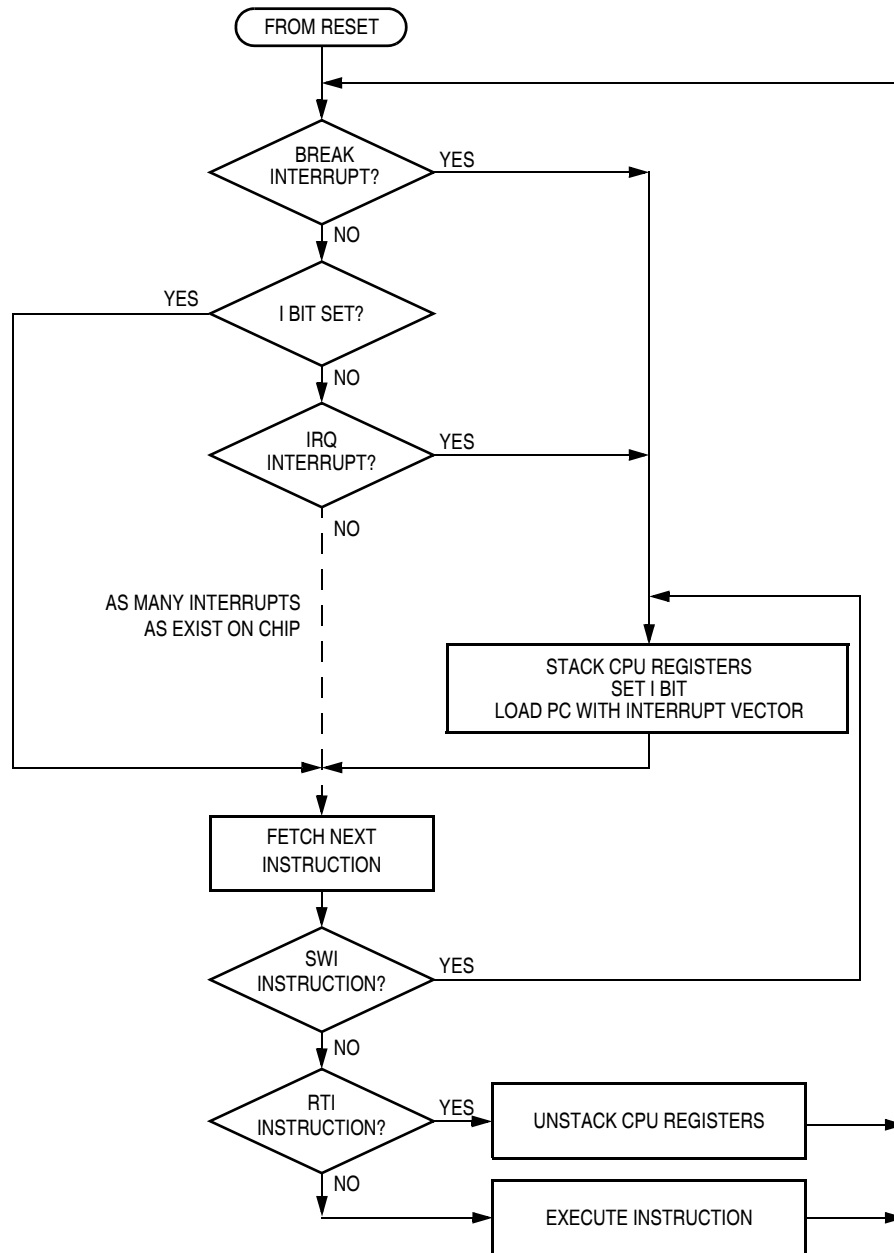 FROM RESET
BREAK
INTERRUPT?
YES
NO
YES
I BIT SET?
NO
IRQ
INTERRUPT?
YES
NO
AS MANY INTERRUPTS
AS EXIST ON CHIP
STACK CPU REGISTERS
SET I BIT
LOAD PC WITH INTERRUPT VECTOR
FETCH NEXT
INSTRUCTION
SWI
INSTRUCTION?
YES
NO
RTI
INSTRUCTION?
YES
UNSTACK CPU REGISTERS
NO
EXECUTE INSTRUCTION